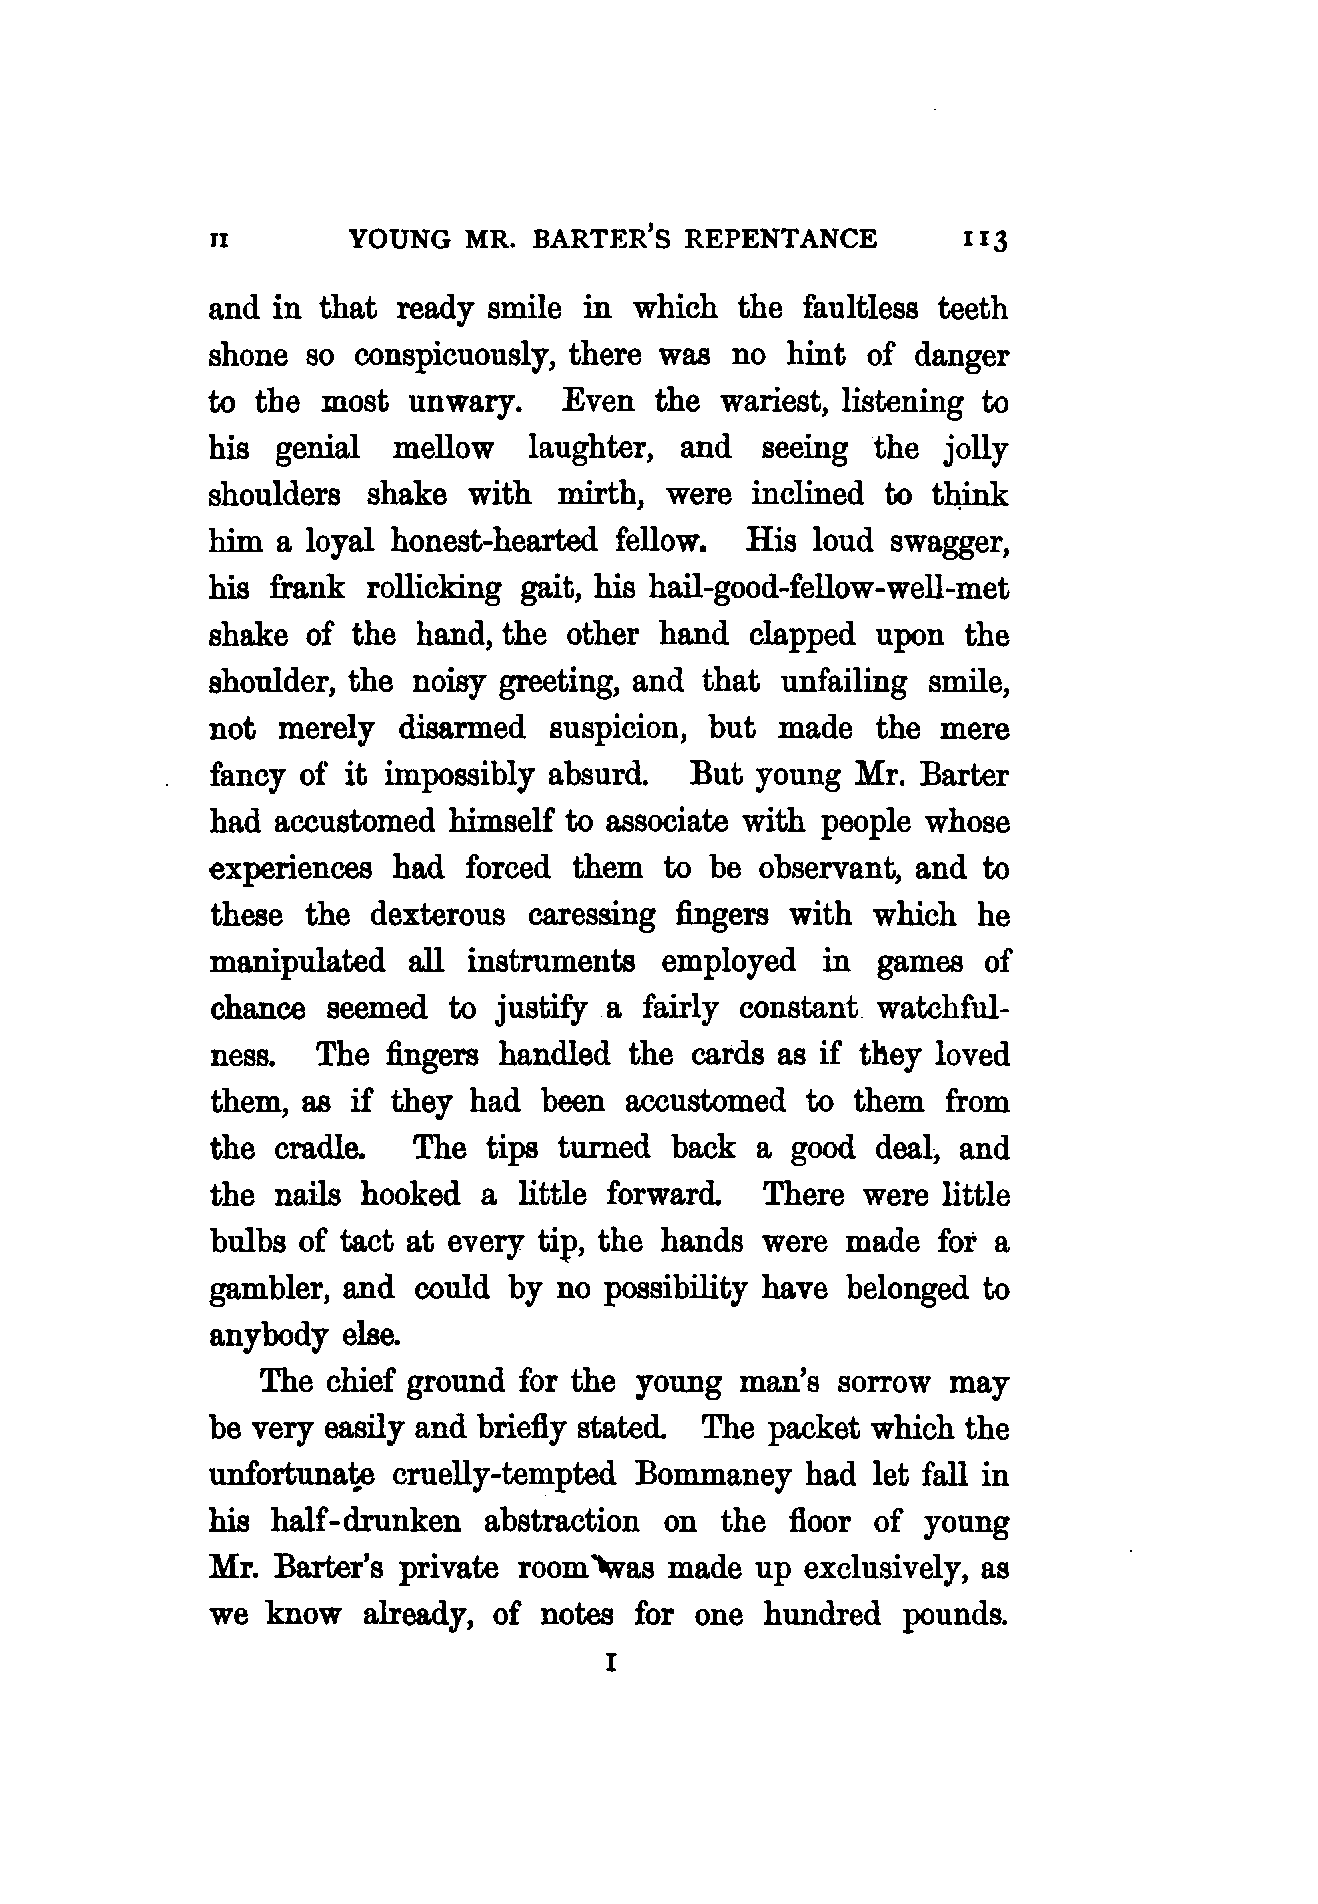 II YOUNG MR. BARTER'S REPENTANCE 113
and in that ready smile in which the faultless teeth
shone so conspicuously, there was no hint of danger
to the most unwary. Even the wariest, listening to
his genial mellow laughter, and seeing the jolly
shoulders shake with mirth, were inclined to think
him a loyal honest-hearted fellow. His loud swagger,
his frank rollicking gait, his hail-good-fellow-well-met
shake of the hand, the other hand clapped upon the
shoulder, the noisy greeting, and that unfailing smile,
not merely disarmed suspicion, but made the mere
fancy of it impossibly absurd. But young Mr. Barter
had accustomed himself to associate with people whose
experiences had forced them to be observant, and to
these the dexterous caressing fingers with which he
manipulated all instruments employed in games of
chance seemed to justify a fairly constant watchful-
ness. The fingers handled the cards as if they loved
them, as if they had been accustomed to them from
the cradle. The tips turned back a good deal, and
the nails hooked a little forward. There were little
bulbs of tact at every tip, the hands were made for a
gambler, and could by no possibility have belonged to
anybody else.
The chief ground for the young man's sorrow may
be very easily and briefly stated. The packet which the
unfortunate cruelly-tempted Bommaney had let fall in
his half-drunken abstraction on the floor of young
Mr. Barter's private room was made up exclusively, as
we know already, of notes for one hundred pounds.
I